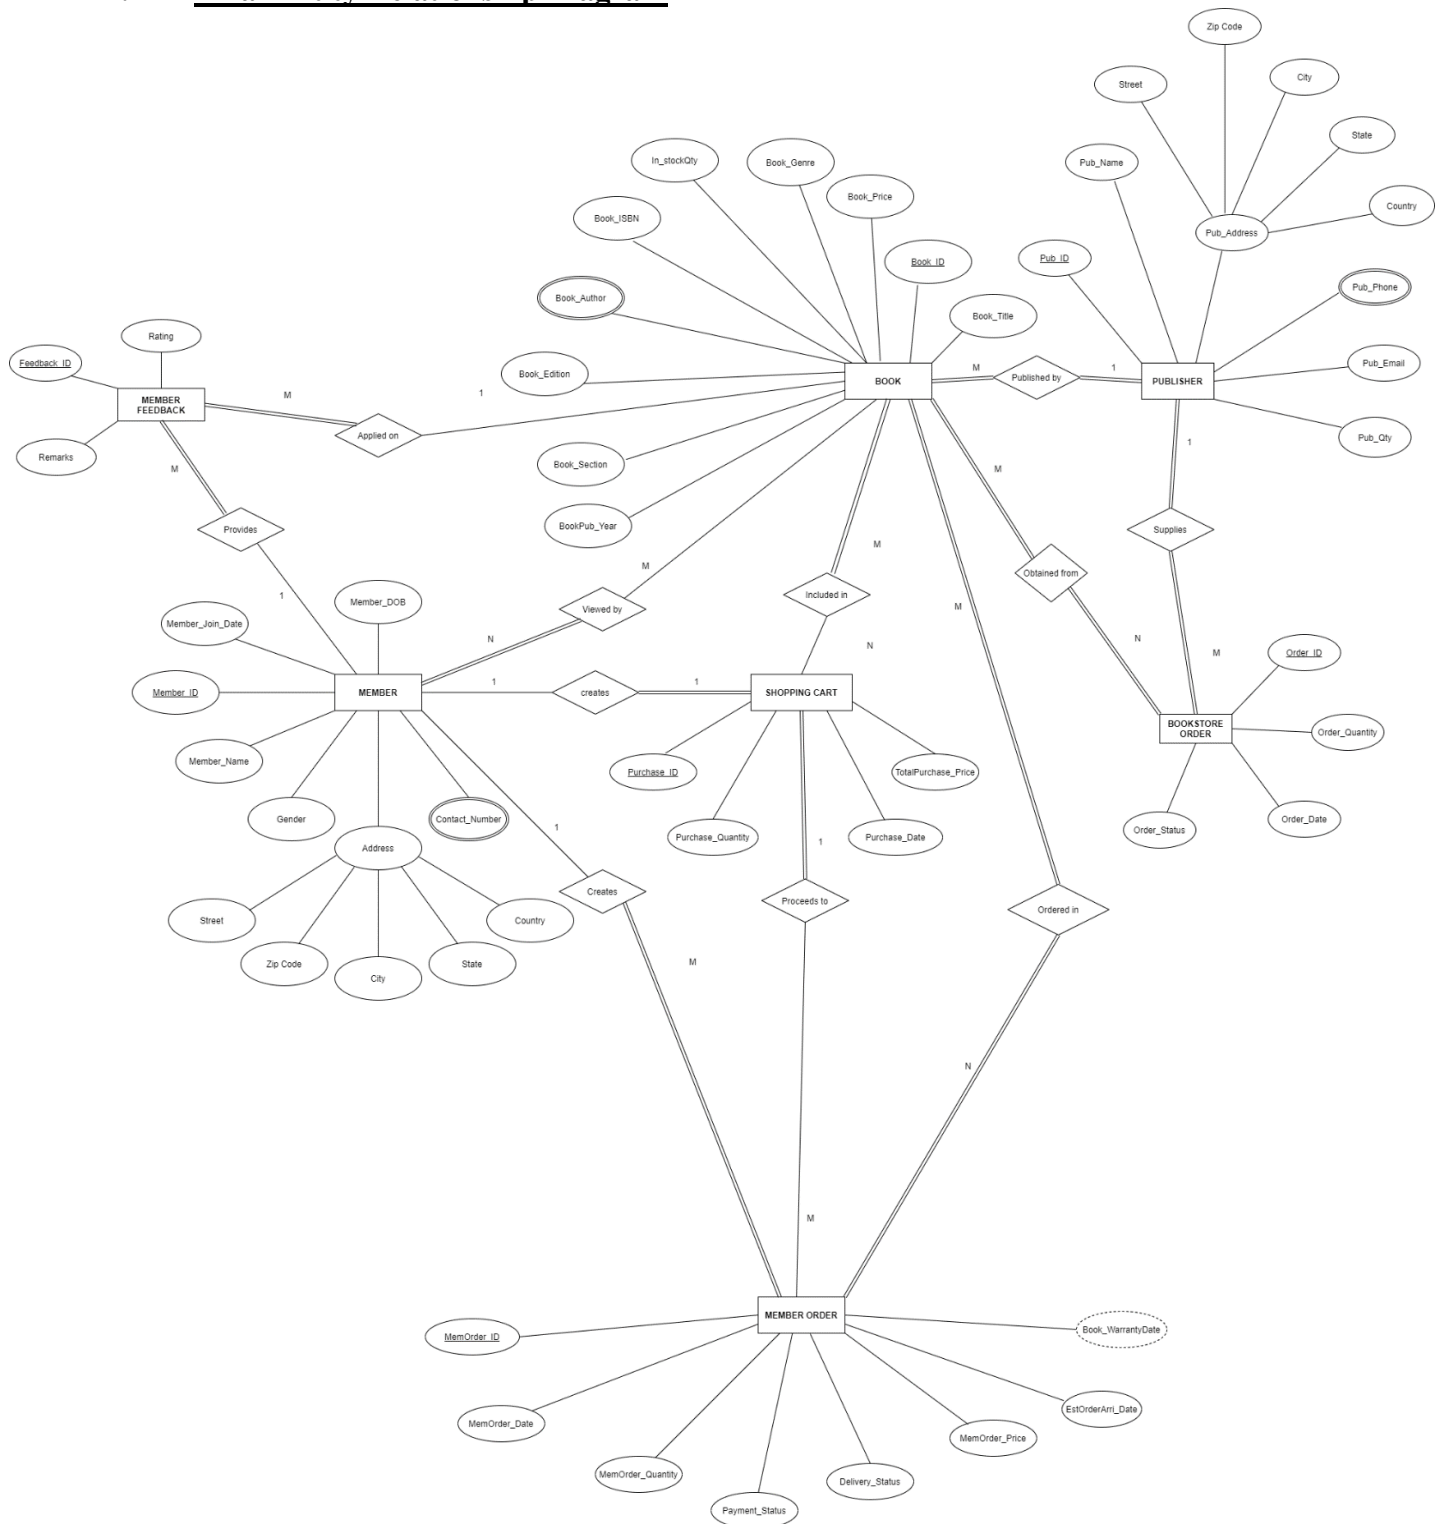 Zip Code
Street
City
State
Pub_Name
Country
Pub_Address
Pub_ID
Pub_Phone
Pub_Email
Pub_Qty
In_stockQty
Book_Genre
Book_Price
Book_ISBN
Book_ID
Book_Author
Book_Title
Book_Edition
BOOK
M
Published by
1
PUBLISHER
Rating
Feedback_ID
MEMBER
FEEDBACK
Remarks
M
1
Applied on
Book_Section
BookPub_Year
M
Provides
1
M
Viewed by
N
M
Included in
N
M
Obtained from
N
1
Supplies
M
M
Member_DOB
Member_Join_Date
Member_ID
MEMBER
1
creates
1
SHOPPING CART
Member_Name
Gender
Contact_Number
Address
Street
Zip Code
City
State
Country
Purchase_ID
TotalPurchase_Price
Purchase_Quantity
Purchase_Date
Order_ID
BOOKSTORE
ORDER
Order_Quantity
Order_Status
Order_Date
1
Creates
M
1
Proceeds to
M
Ordered in
N
MEMBER ORDER
MemOrder_ID
Book_WarrantyDate
MemOrder_Date
EstOrderArri_Date
MemOrder_Price
MemOrder_Quantity
Delivery_Status
Payment_Status